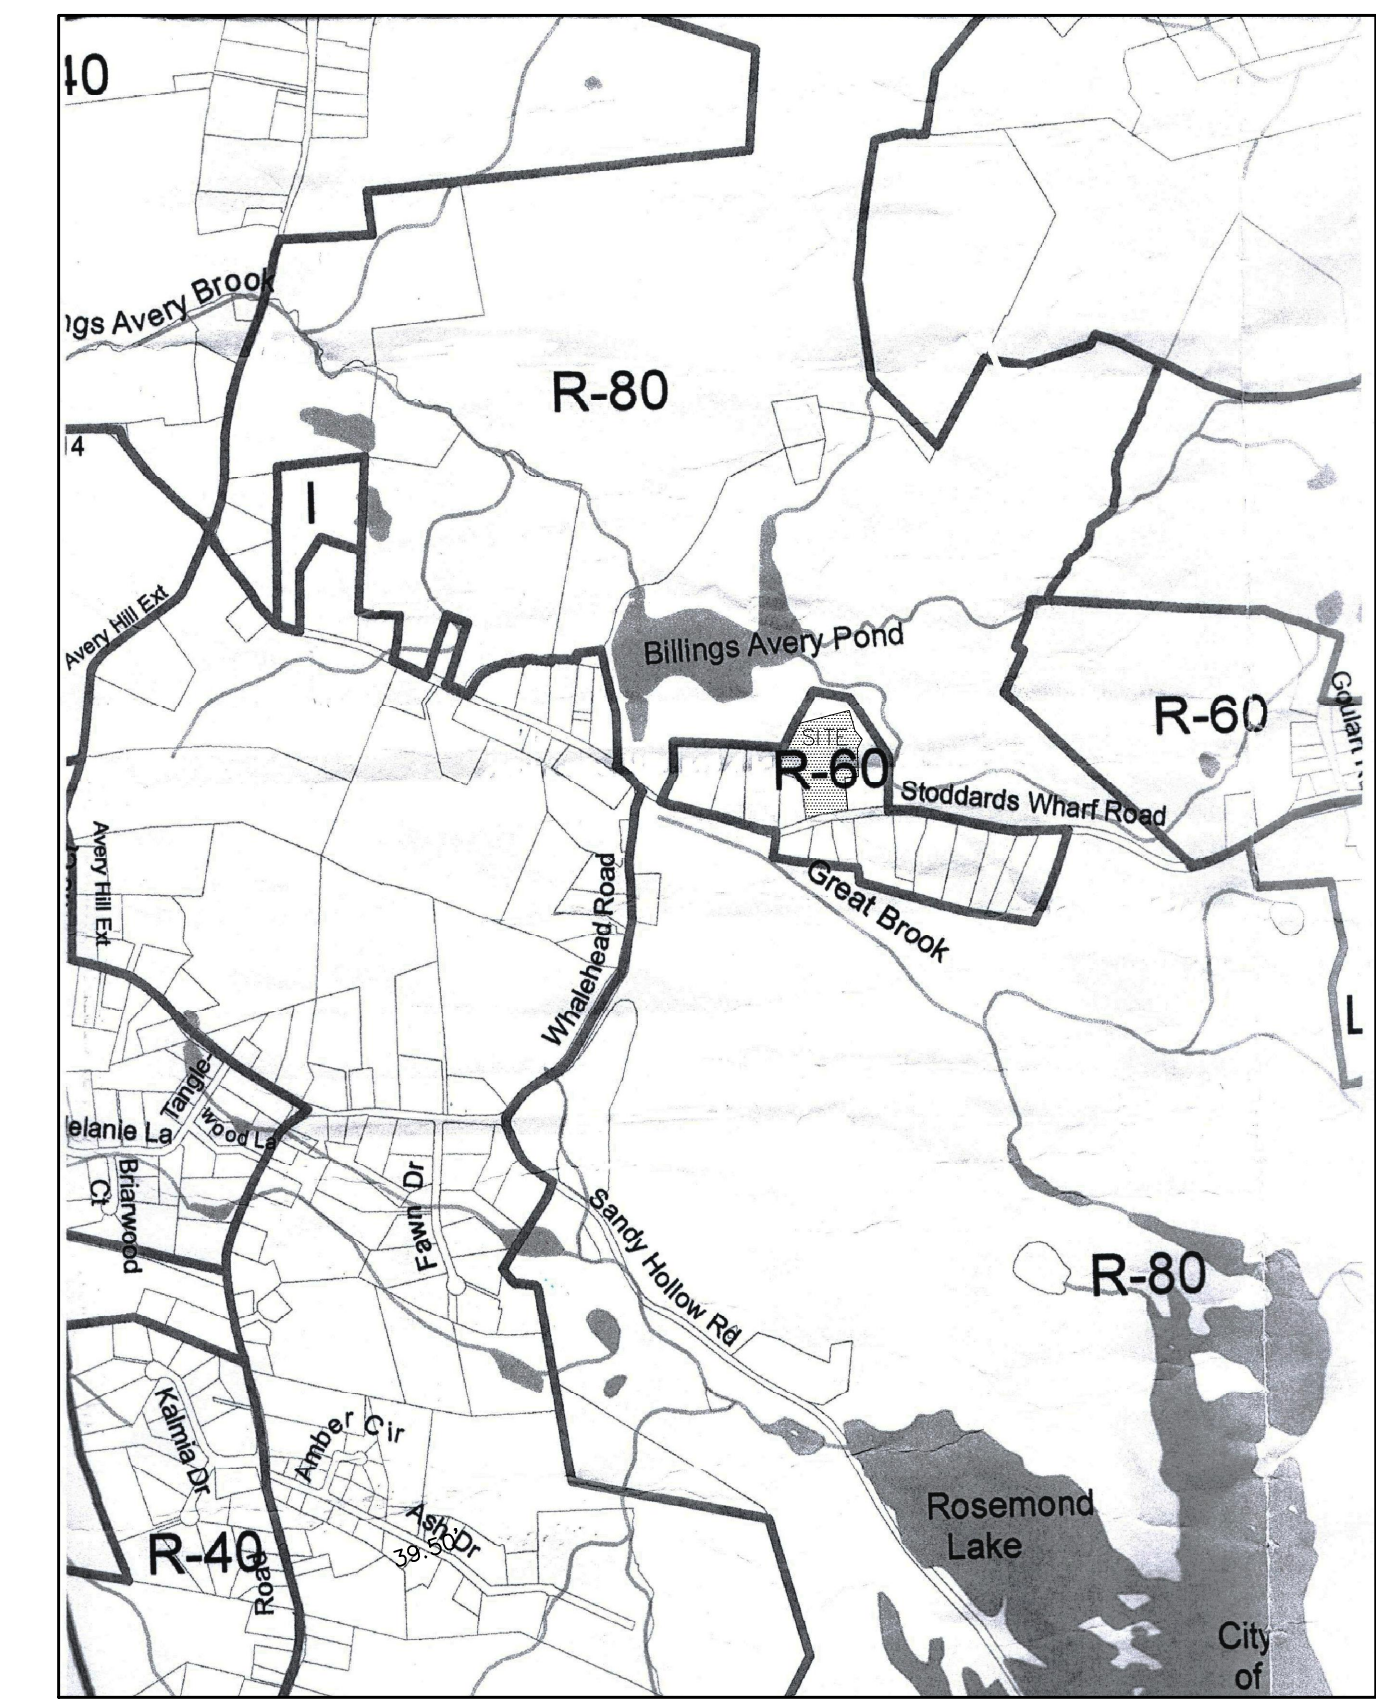 40
ngs Avery Brook
R-80
14
I
Avery Hill Ext
Billings Avery Pond
Goulart
R-60
SITE
R-60
Stoddards Wharf Road
Avery Hill Ext
Great Brook
Whalehead Road
L
Tangle-
wood La
elanie La
Briarwood
Ct
Fawn Dr
Sandy Hollow Rd
R-80
Kalmia Dr
Amber Cir
Ash Dr
39.50'
Rosemond
Lake
R-40
Road
City
of